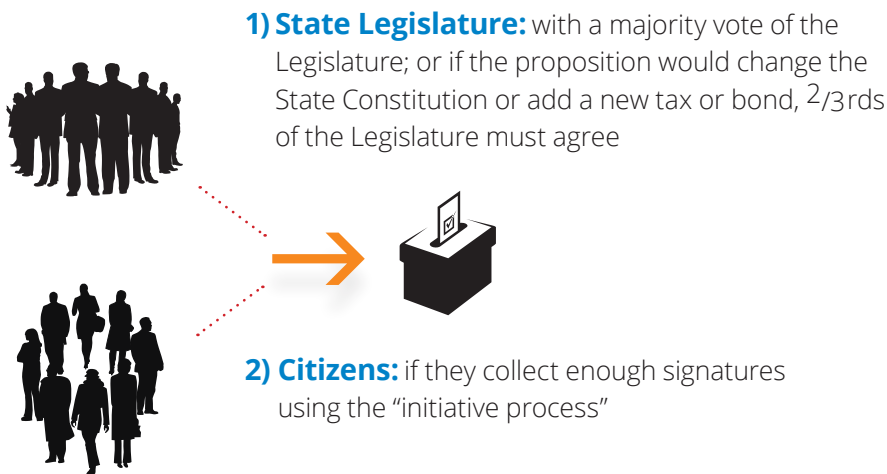 1) State Legislature: with a majority vote of the
Legislature; or if the proposition would change the
State Constitution or add a new tax or bond, 2/3rds
of the Legislature must agree
2) Citizens: if they collect enough signatures
using the “initiative process”